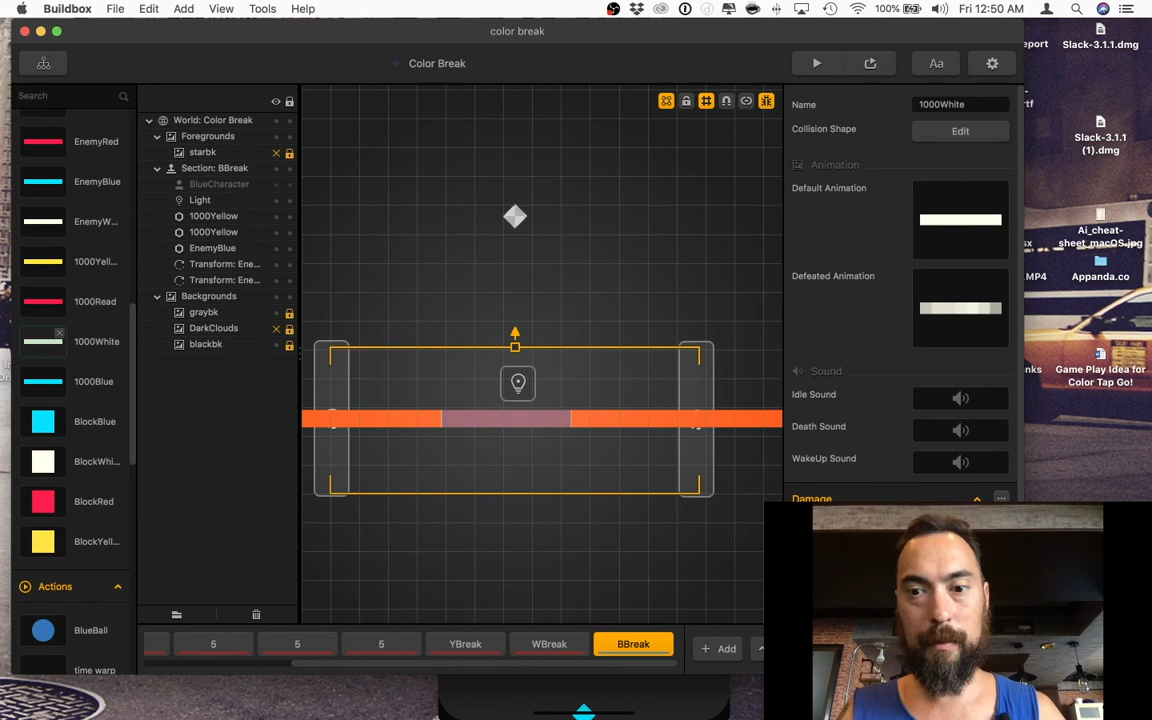 Buildbox File Edit View Tools Help
100% Fri 12:50 AM
color break
Color Break
Aa
Search
EnemyRed
EnemyBlue
EnemyW...
1000Yell...
1000Read
1000White
1000Blue
BlockBlue
BlockWhi...
BlockRed
BlockYell...
Actions
BlueBall
time warp
World: Color Break
Foregrounds
starbk
Section: BBreak
BlueCharacter
Light
1000Yellow
1000Yellow
EnemyBlue
Transform: Ene...
Transform: Ene...
Backgrounds
graybk
DarkClouds
blackbk
5
5
5
YBreak
WBreak
BBreak
+ Add
Name
1000White
Collision Shape
Edit
Animation
Default Animation
Defeated Animation
Sound
Idle Sound
Death Sound
WakeUp Sound
Damage
...
eport
Slack-3.1.1.dmg
rtf
Slack-3.1.1
(1).dmg
sx
Ai_cheat-
sheet_macOS.jpg
.MP4
Appanda.co
nks
Game Play Idea for
Color Tap Go!